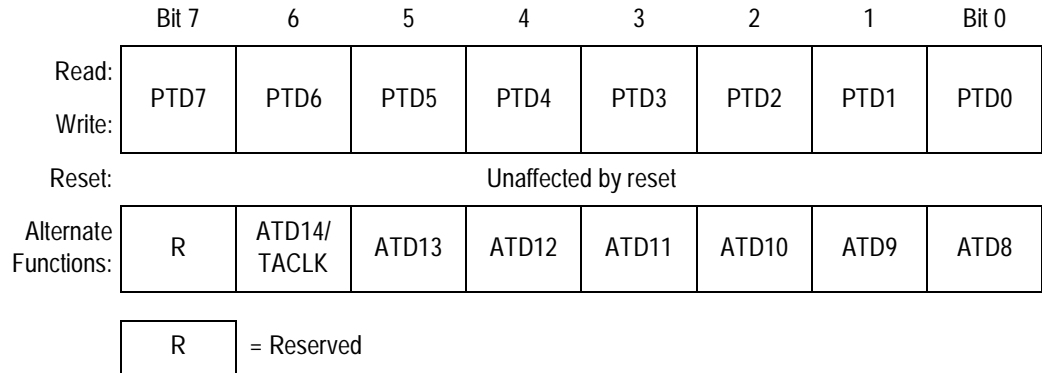 Bit 7 6 5 4 3 2 1 Bit 0
Read:
PTD7 PTD6 PTD5 PTD4 PTD3 PTD2 PTD1 PTD0
Write:
Reset: Unaffected by reset
Alternate Functions: R ATD14/TACLK ATD13 ATD12 ATD11 ATD10 ATD9 ATD8
R = Reserved